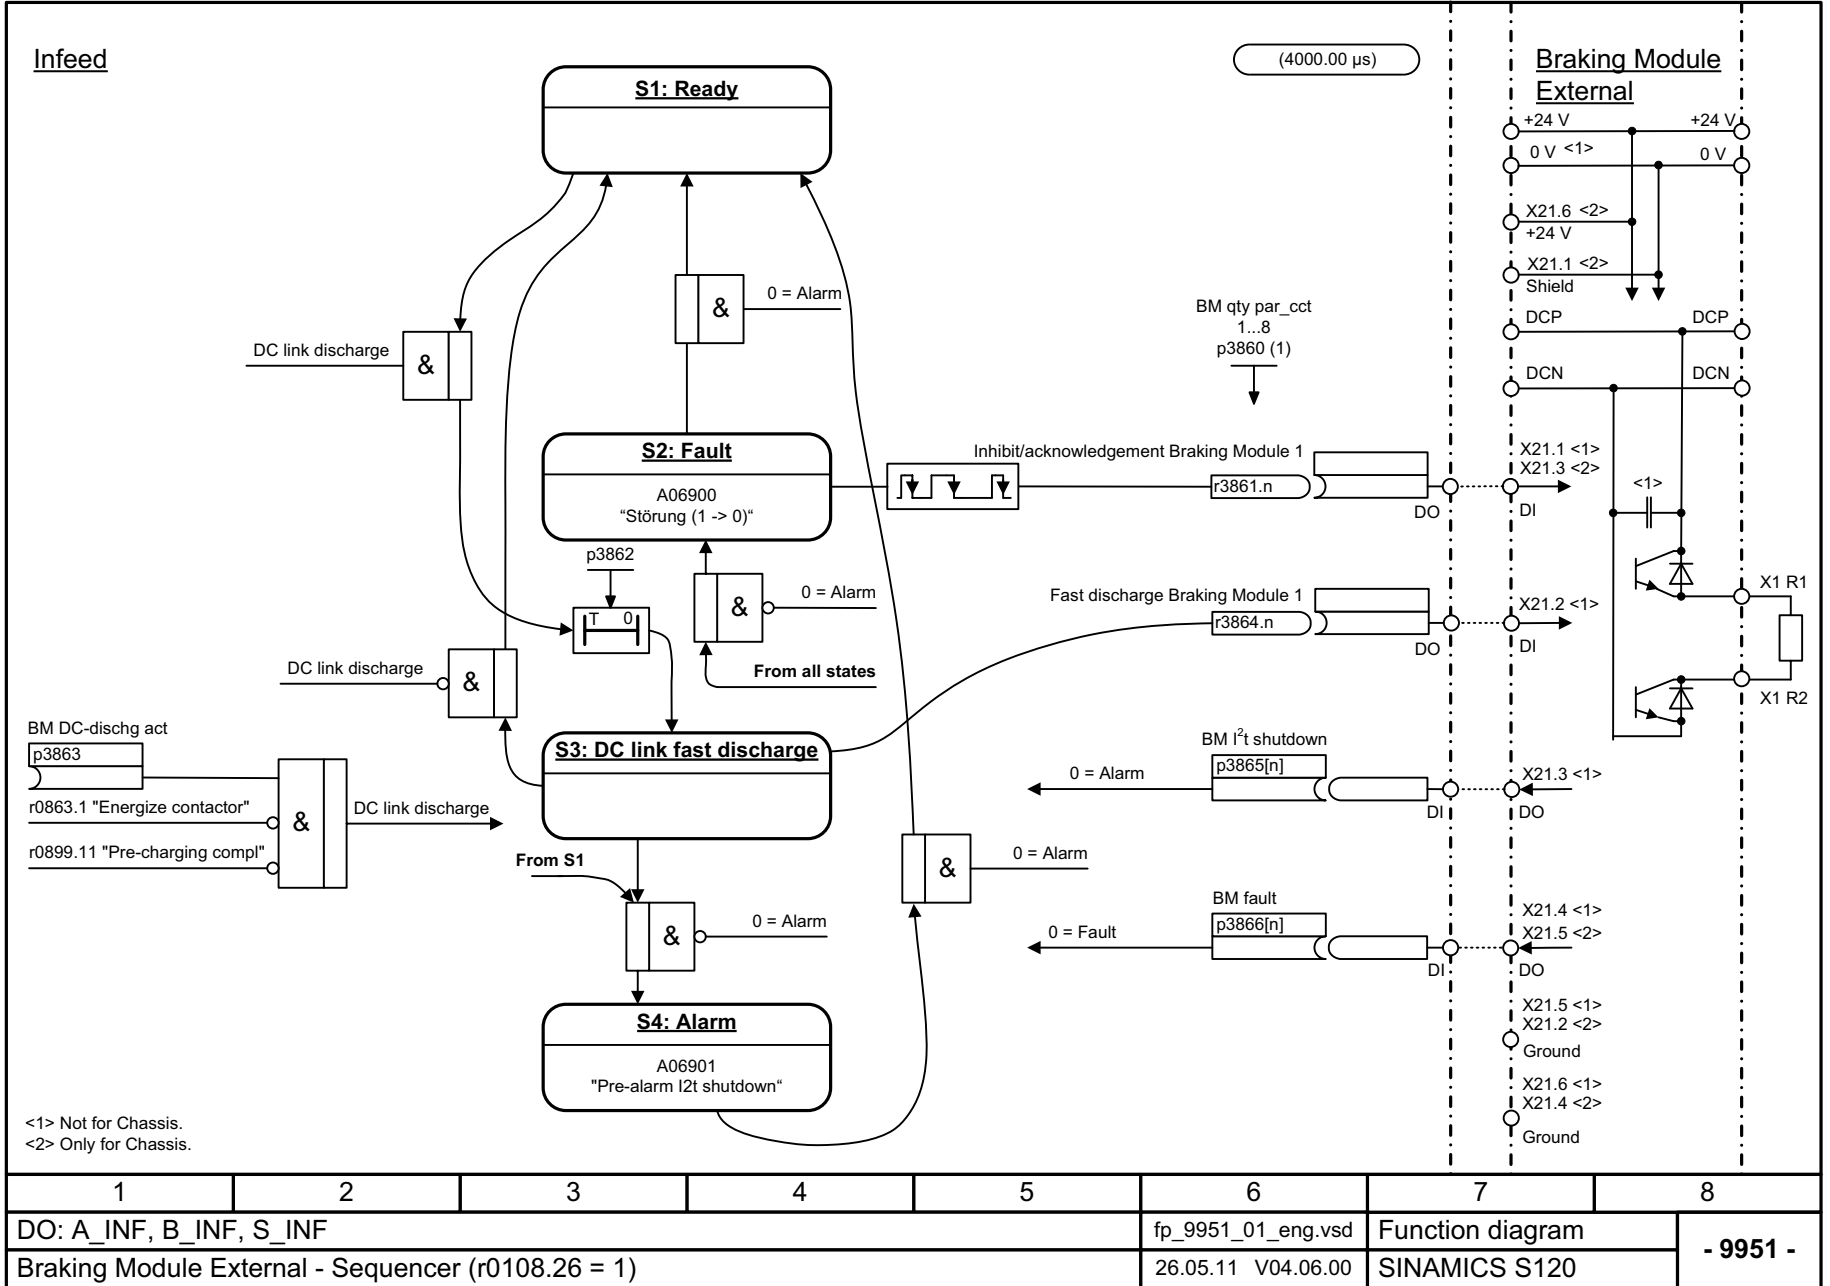 Infeed
(4000.00 µs)
Braking Module
External
S1: Ready
+24 V
+24 V
0 V <1>
0 V
X21.6 <2>
+24 V
X21.1 <2>
Shield
&
0 = Alarm
BM qty par_cct
1...8
p3860 (1)
DC link discharge
&
DCP
DCP
DCN
DCN
S2: Fault
A06900
“Störung (1 -> 0)“
Inhibit/acknowledgement Braking Module 1
r3861.n
DO
X21.1 <1>
X21.3 <2>
DI
<1>
p3862
T 0
&
0 = Alarm
From all states
Fast discharge Braking Module 1
r3864.n
DO
X21.2 <1>
DI
X1 R1
X1 R2
DC link discharge
&
BM DC-dischg act
p3863
r0863.1 "Energize contactor"
r0899.11 "Pre-charging compl"
&
DC link discharge
S3: DC link fast discharge
BM I²t shutdown
p3865[n]
0 = Alarm
DI
X21.3 <1>
DO
From S1
&
0 = Alarm
&
0 = Alarm
BM fault
p3866[n]
0 = Fault
DI
X21.4 <1>
X21.5 <2>
DO
S4: Alarm
A06901
"Pre-alarm I2t shutdown“
X21.5 <1>
X21.2 <2>
Ground
X21.6 <1>
X21.4 <2>
Ground
<1> Not for Chassis.
<2> Only for Chassis.
1 2 3 4 5 6 7 8
DO: A_INF, B_INF, S_INF
fp_9951_01_eng.vsd
Function diagram
- 9951 -
Braking Module External - Sequencer (r0108.26 = 1)
26.05.11 V04.06.00
SINAMICS S120